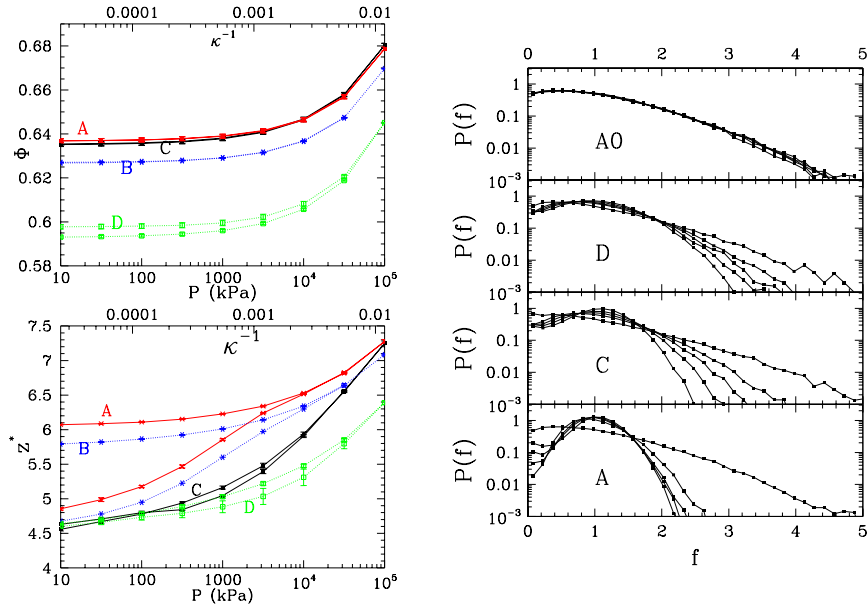 0.0001 0.001 0.01
κ⁻¹
0.68
0.66
0.64
0.62
0.6
0.58
Φ
A
C
B
D
10 100 1000 10⁴ 10⁵
P (kPa)
0.0001 0.001 0.01
κ⁻¹
7.5
7
6.5
6
5.5
5
4.5
4
z*
A
B
C
D
10 100 1000 10⁴ 10⁵
P (kPa)
0 1 2 3 4 5
1
0.1
0.01
10⁻³
P(f)
A0
1
0.1
0.01
10⁻³
P(f)
D
1
0.1
0.01
10⁻³
P(f)
C
1
0.1
0.01
10⁻³
P(f)
A
0 1 2 3 4 5
f